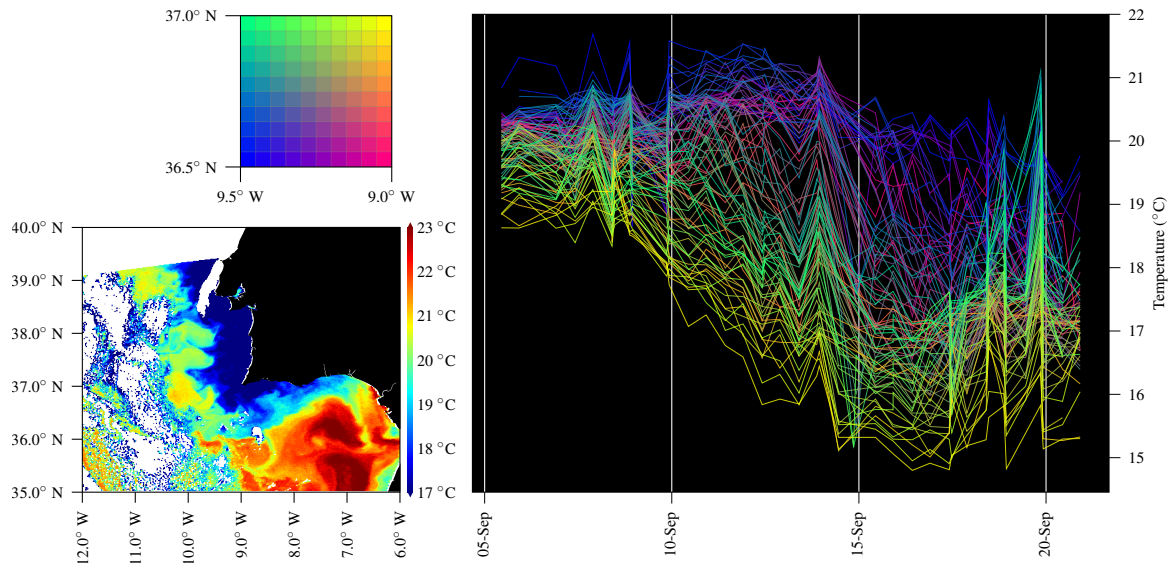 37.0° N
36.5° N
9.5° W
9.0° W
40.0° N
39.0° N
38.0° N
37.0° N
36.0° N
35.0° N
12.0° W
11.0° W
10.0° W
9.0° W
8.0° W
7.0° W
6.0° W
23 °C
22 °C
21 °C
20 °C
19 °C
18 °C
17 °C
22
21
20
19
18
17
16
15
Temperature (°C)
05-Sep
10-Sep
15-Sep
20-Sep